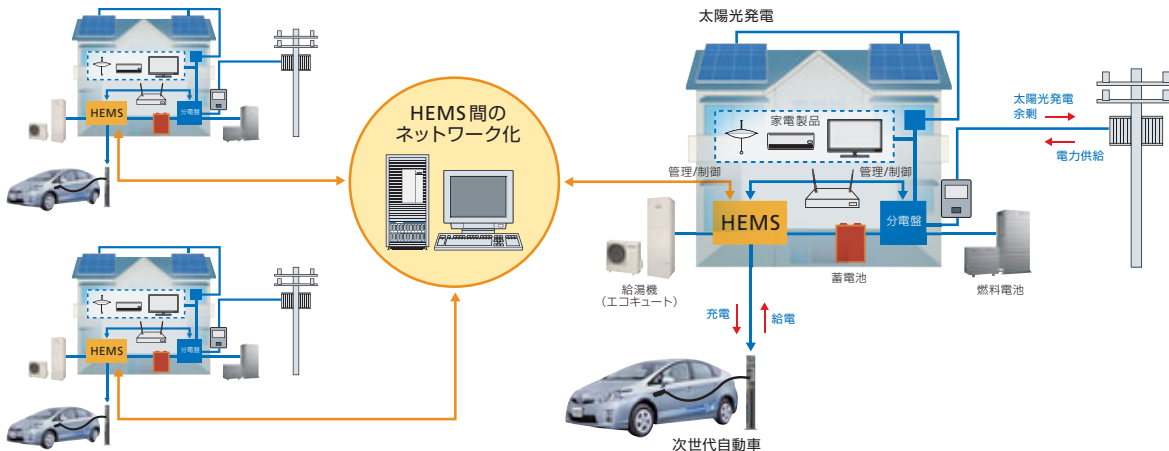 HEMS
分電盤
HEMS
分電盤
HEMS間の
ネットワーク化
太陽光発電
家電製品
管理/制御
管理/制御
HEMS
分電盤
太陽光発電
余剰
電力供給
給湯機
(エコキュート)
蓄電池
燃料電池
充電
給電
次世代自動車